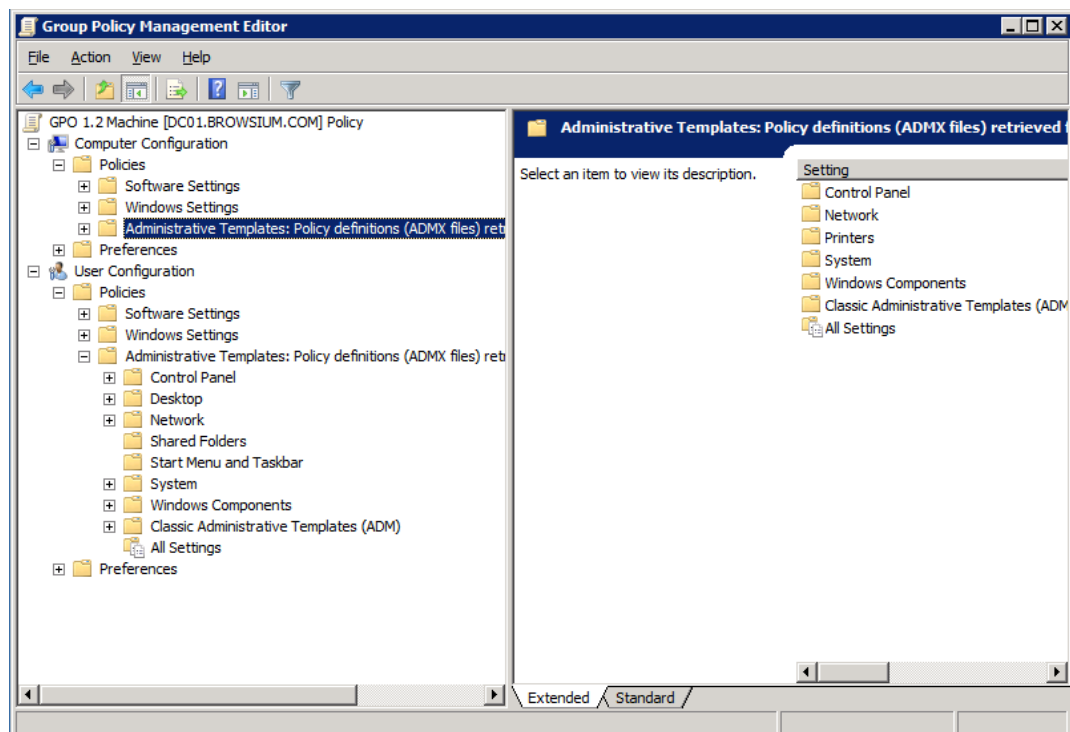 Group Policy Management Editor
File Action View Help
GPO 1.2 Machine [DC01.BROWSIUM.COM] Policy
Computer Configuration
Policies
Software Settings
Windows Settings
Administrative Templates: Policy definitions (ADMX files) ret
Preferences
User Configuration
Policies
Software Settings
Windows Settings
Administrative Templates: Policy definitions (ADMX files) ret
Control Panel
Desktop
Network
Shared Folders
Start Menu and Taskbar
System
Windows Components
Classic Administrative Templates (ADM)
All Settings
Preferences
Administrative Templates: Policy definitions (ADMX files) retrieved
Select an item to view its description.
Setting
Control Panel
Network
Printers
System
Windows Components
Classic Administrative Templates (ADM
All Settings
Extended Standard